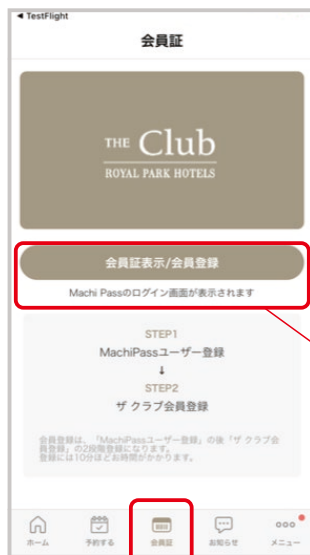 ◀ TestFlight
会員証
THE Club
ROYAL PARK HOTELS
会員証表示/会員登録
Machi Passのログイン画面が表示されます
STEP1
MachiPassユーザー登録
↓
STEP2
ザ クラブ会員登録
会員登録は、「MachiPassユーザー登録」の後「ザ クラブ会
員登録」の2段階登録になります。
登録には10分ほどお時間がかかります。
ホーム 予約する 会員証 お知らせ メニュー